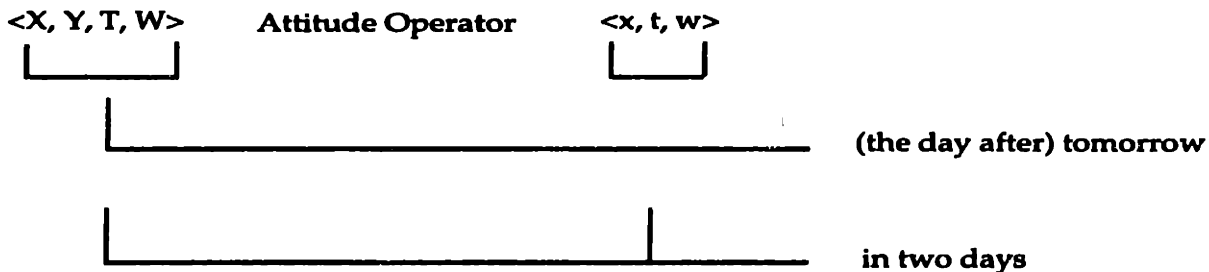 <X, Y, T, W> Attitude Operator <x, t, w>
(the day after) tomorrow
in two days